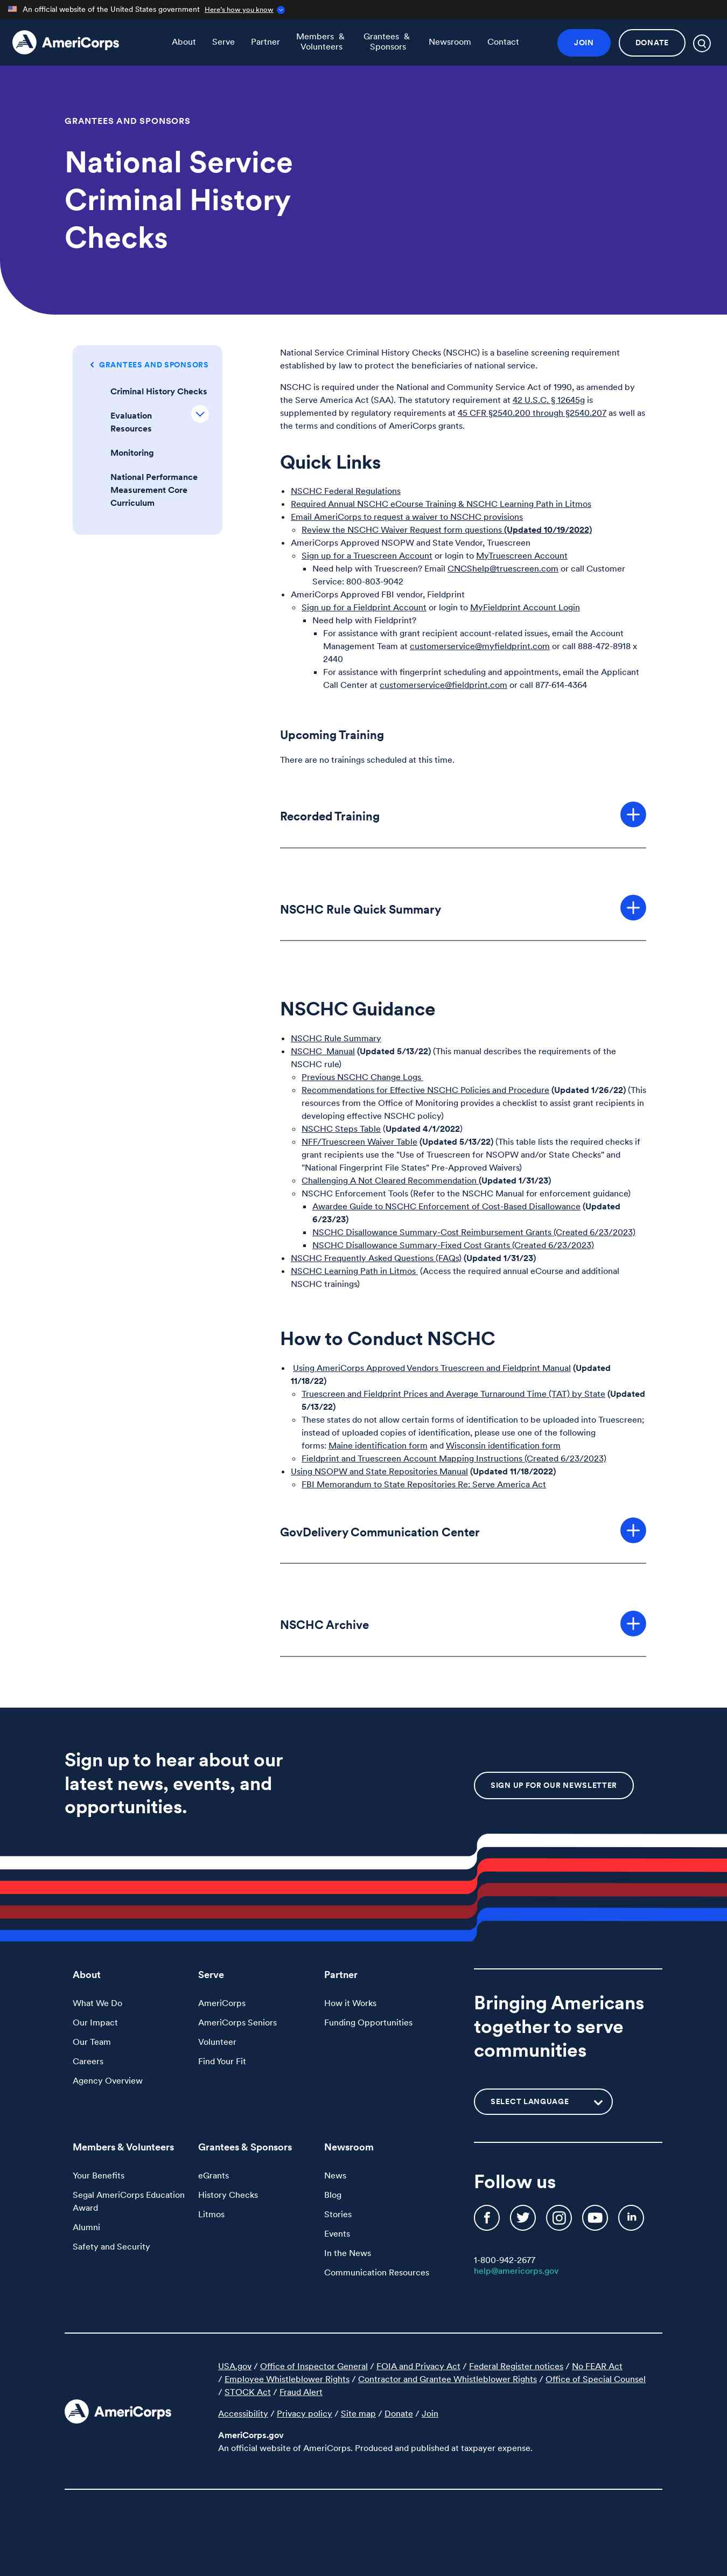 An official website of the United States government Here's how you know
AmeriCorps
About
Serve
Partner
Members &
Volunteers
Grantees &
Sponsors
Newsroom
Contact
JOIN
DONATE
GRANTEES AND SPONSORS
National Service
Criminal History
Checks
GRANTEES AND SPONSORS
Criminal History Checks
Evaluation
Resources
Monitoring
National Performance
Measurement Core
Curriculum
National Service Criminal History Checks (NSCHC) is a baseline screening requirement
established by law to protect the beneficiaries of national service.
NSCHC is required under the National and Community Service Act of 1990, as amended by
the Serve America Act (SAA). The statutory requirement at 42 U.S.C. § 12645g is
supplemented by regulatory requirements at 45 CFR §2540.200 through §2540.207 as well as
the terms and conditions of AmeriCorps grants.
Quick Links
• NSCHC Federal Regulations
• Required Annual NSCHC eCourse Training & NSCHC Learning Path in Litmos
• Email AmeriCorps to request a waiver to NSCHC provisions
◦ Review the NSCHC Waiver Request form questions (Updated 10/19/2022)
• AmeriCorps Approved NSOPW and State Vendor, Truescreen
◦ Sign up for a Truescreen Account or login to MyTruescreen Account
▪ Need help with Truescreen? Email CNCShelp@truescreen.com or call Customer
Service: 800-803-9042
• AmeriCorps Approved FBI vendor, Fieldprint
◦ Sign up for a Fieldprint Account or login to MyFieldprint Account Login
▪ Need help with Fieldprint?
▪ For assistance with grant recipient account-related issues, email the Account
Management Team at customerservice@myfieldprint.com or call 888-472-8918 x
2440
▪ For assistance with fingerprint scheduling and appointments, email the Applicant
Call Center at customerservice@fieldprint.com or call 877-614-4364
Upcoming Training
There are no trainings scheduled at this time.
Recorded Training
NSCHC Rule Quick Summary
NSCHC Guidance
• NSCHC Rule Summary
• NSCHC Manual (Updated 5/13/22) (This manual describes the requirements of the
NSCHC rule)
◦ Previous NSCHC Change Logs
◦ Recommendations for Effective NSCHC Policies and Procedure (Updated 1/26/22) (This
resources from the Office of Monitoring provides a checklist to assist grant recipients in
developing effective NSCHC policy)
◦ NSCHC Steps Table (Updated 4/1/2022)
◦ NFF/Truescreen Waiver Table (Updated 5/13/22) (This table lists the required checks if
grant recipients use the "Use of Truescreen for NSOPW and/or State Checks" and
"National Fingerprint File States" Pre-Approved Waivers)
◦ Challenging A Not Cleared Recommendation (Updated 1/31/23)
◦ NSCHC Enforcement Tools (Refer to the NSCHC Manual for enforcement guidance)
▪ Awardee Guide to NSCHC Enforcement of Cost-Based Disallowance (Updated
6/23/23)
▪ NSCHC Disallowance Summary-Cost Reimbursement Grants (Created 6/23/2023)
▪ NSCHC Disallowance Summary-Fixed Cost Grants (Created 6/23/2023)
• NSCHC Frequently Asked Questions (FAQs) (Updated 1/31/23)
• NSCHC Learning Path in Litmos (Access the required annual eCourse and additional
NSCHC trainings)
How to Conduct NSCHC
• Using AmeriCorps Approved Vendors Truescreen and Fieldprint Manual (Updated
11/18/22)
◦ Truescreen and Fieldprint Prices and Average Turnaround Time (TAT) by State (Updated
5/13/22)
◦ These states do not allow certain forms of identification to be uploaded into Truescreen;
instead of uploaded copies of identification, please use one of the following
forms: Maine identification form and Wisconsin identification form
◦ Fieldprint and Truescreen Account Mapping Instructions (Created 6/23/2023)
• Using NSOPW and State Repositories Manual (Updated 11/18/2022)
◦ FBI Memorandum to State Repositories Re: Serve America Act
GovDelivery Communication Center
NSCHC Archive
Sign up to hear about our
latest news, events, and
opportunities.
SIGN UP FOR OUR NEWSLETTER
About
What We Do
Our Impact
Our Team
Careers
Agency Overview
Serve
AmeriCorps
AmeriCorps Seniors
Volunteer
Find Your Fit
Partner
How it Works
Funding Opportunities
Bringing Americans
together to serve
communities
SELECT LANGUAGE
Members & Volunteers
Your Benefits
Segal AmeriCorps Education
Award
Alumni
Safety and Security
Grantees & Sponsors
eGrants
History Checks
Litmos
Newsroom
News
Blog
Stories
Events
In the News
Communication Resources
Follow us
1-800-942-2677
help@americorps.gov
AmeriCorps
USA.gov / Office of Inspector General / FOIA and Privacy Act / Federal Register notices / No FEAR Act
/ Employee Whistleblower Rights / Contractor and Grantee Whistleblower Rights / Office of Special Counsel
/ STOCK Act / Fraud Alert
Accessibility / Privacy policy / Site map / Donate / Join
AmeriCorps.gov
An official website of AmeriCorps. Produced and published at taxpayer expense.